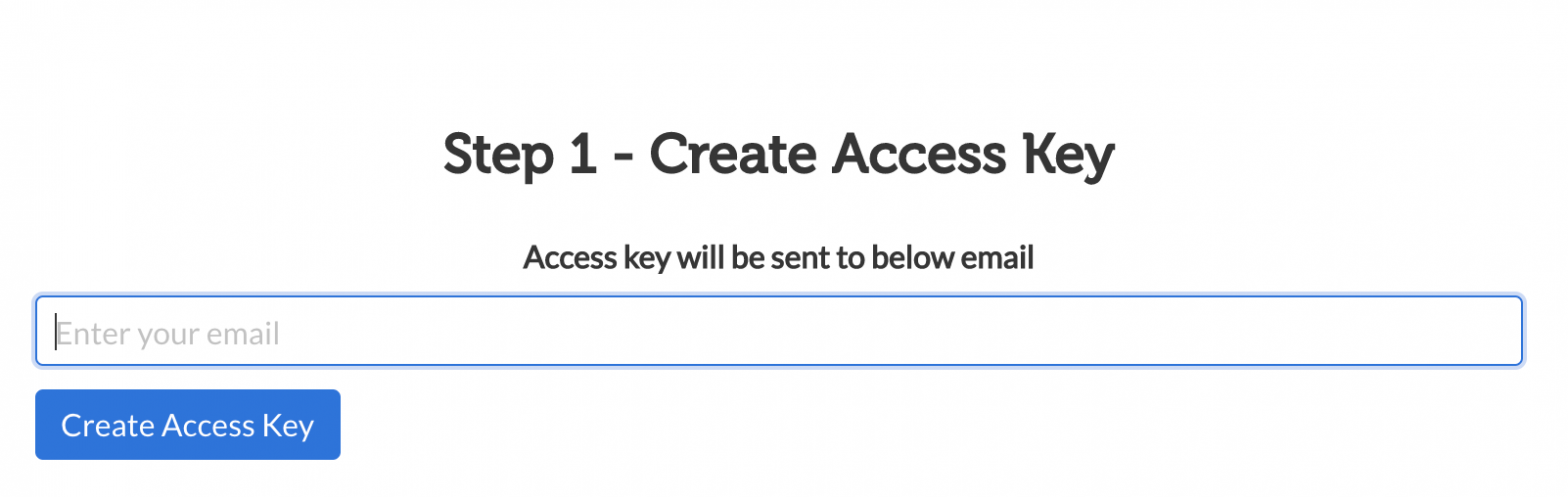 Step 1 - Create Access Key
Access key will be sent to below email
Enter your email
Create Access Key